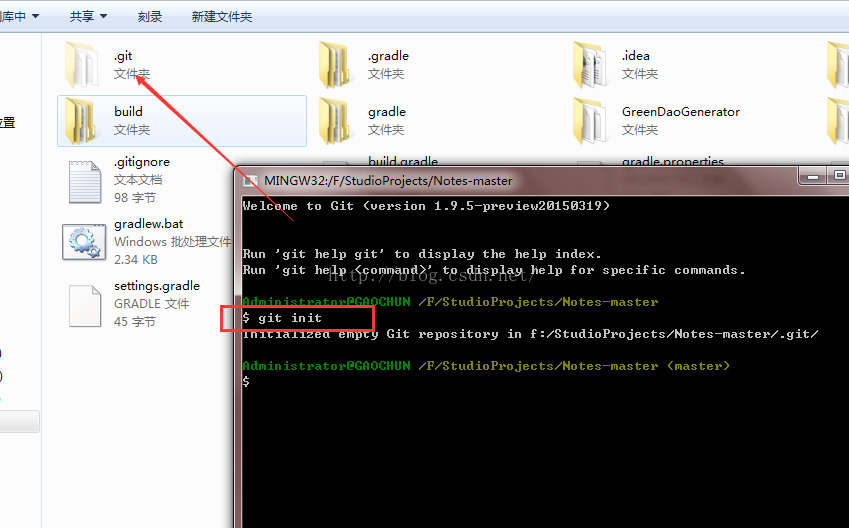 库中 共享 刻录 新建文件夹
.git
文件夹
.gradle
文件夹
.idea
文件夹
build
文件夹
gradle
文件夹
GreenDaoGenerator
文件夹
位置
.gitignore
文本文档
98 字节
build.gradle
gradle.properties
gradlew.bat
Windows 批处理文件
2.34 KB
settings.gradle
GRADLE 文件
45 字节
MINGW32:/F/StudioProjects/Notes-master
Welcome to Git (version 1.9.5-preview20150319)
Run 'git help git' to display the help index.
Run 'git help <command>' to display help for specific commands.
http://blog.csdn.net/
Administrator@GAOCHUN /F/StudioProjects/Notes-master
$ git init
Initialized empty Git repository in f:/StudioProjects/Notes-master/.git/
Administrator@GAOCHUN /F/StudioProjects/Notes-master (master)
$